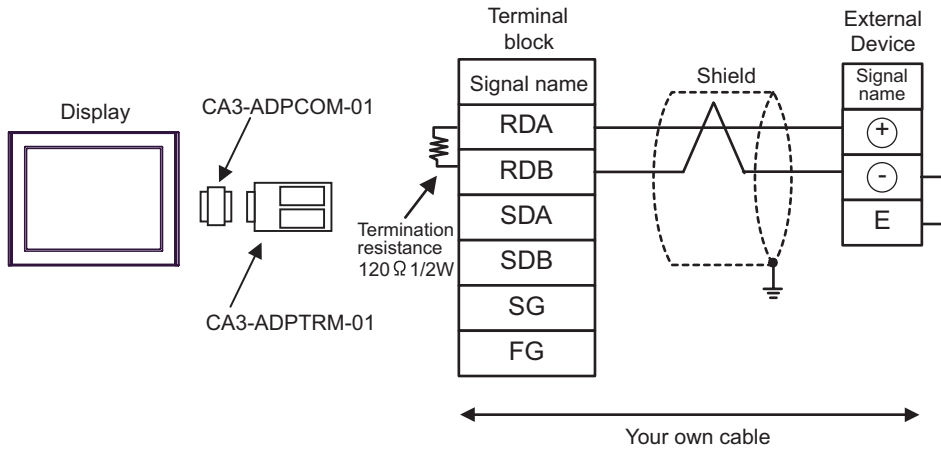 Display
CA3-ADPCOM-01
CA3-ADPTRM-01
Termination
resistance
120Ω 1/2W
Terminal
block
Signal name
RDA
RDB
SDA
SDB
SG
FG
Shield
External
Device
Signal
name
+
-
E
Your own cable